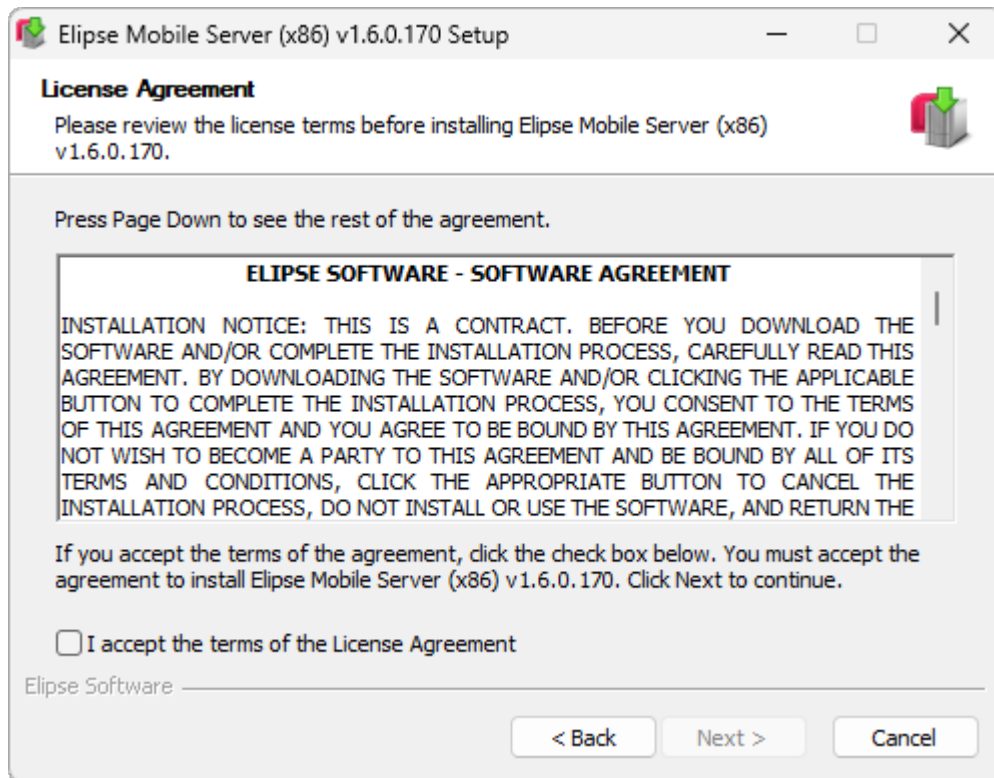 Elipse Mobile Server (x86) v1.6.0.170 Setup
License Agreement
Please review the license terms before installing Elipse Mobile Server (x86)
v1.6.0.170.
Press Page Down to see the rest of the agreement.
ELIPSE SOFTWARE - SOFTWARE AGREEMENT
INSTALLATION NOTICE: THIS IS A CONTRACT. BEFORE YOU DOWNLOAD THE
SOFTWARE AND/OR COMPLETE THE INSTALLATION PROCESS, CAREFULLY READ THIS
AGREEMENT. BY DOWNLOADING THE SOFTWARE AND/OR CLICKING THE APPLICABLE
BUTTON TO COMPLETE THE INSTALLATION PROCESS, YOU CONSENT TO THE TERMS
OF THIS AGREEMENT AND YOU AGREE TO BE BOUND BY THIS AGREEMENT. IF YOU DO
NOT WISH TO BECOME A PARTY TO THIS AGREEMENT AND BE BOUND BY ALL OF ITS
TERMS AND CONDITIONS, CLICK THE APPROPRIATE BUTTON TO CANCEL THE
INSTALLATION PROCESS, DO NOT INSTALL OR USE THE SOFTWARE, AND RETURN THE
If you accept the terms of the agreement, click the check box below. You must accept the
agreement to install Elipse Mobile Server (x86) v1.6.0.170. Click Next to continue.
I accept the terms of the License Agreement
Elipse Software
< Back Next > Cancel